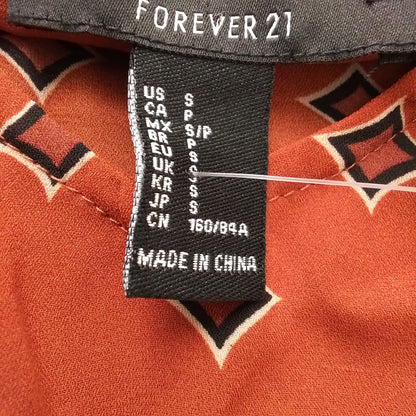 FOREVER 21
US S
CA P
MX S/P
BR P
EU S
UK S
KR S
JP S
CN 160/84A
MADE IN CHINA